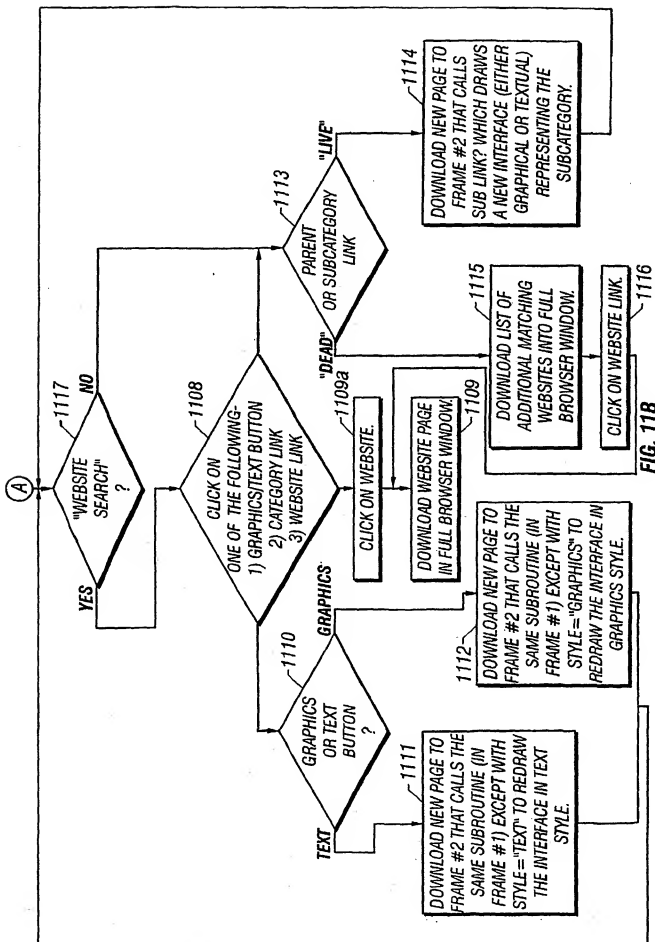 A
1117
"WEBSITE
SEARCH"
?
YES
NO
1108
CLICK ON
ONE OF THE FOLLOWING-
1) GRAPHICS/TEXT BUTTON
2) CATEGORY LINK
3) WEBSITE LINK
1110
GRAPHICS
OR TEXT
BUTTON
?
TEXT
GRAPHICS
1111
DOWNLOAD NEW PAGE TO
FRAME #2 THAT CALLS THE
SAME SUBROUTINE (IN
FRAME #1) EXCEPT WITH
STYLE="TEXT" TO REDRAW
THE INTERFACE IN TEXT
STYLE.
1112
DOWNLOAD NEW PAGE TO
FRAME #2 THAT CALLS THE
SAME SUBROUTINE (IN
FRAME #1) EXCEPT WITH
STYLE="GRAPHICS" TO
REDRAW THE INTERFACE IN
GRAPHICS STYLE.
1109a
CLICK ON WEBSITE.
DOWNLOAD WEBSITE PAGE
IN FULL BROWSER WINDOW.
1109
1113
PARENT
OR SUBCATEGORY
LINK
"DEAD"
"LIVE"
1114
DOWNLOAD NEW PAGE TO
FRAME #2 THAT CALLS
SUB LINK? WHICH DRAWS
A NEW INTERFACE (EITHER
GRAPHICAL OR TEXTUAL)
REPRESENTING THE
SUBCATEGORY.
1115
DOWNLOAD LIST OF
ADDITIONAL MATCHING
WEBSITES INTO FULL
BROWSER WINDOW.
CLICK ON WEBSITE LINK.
1116
FIG. 11B